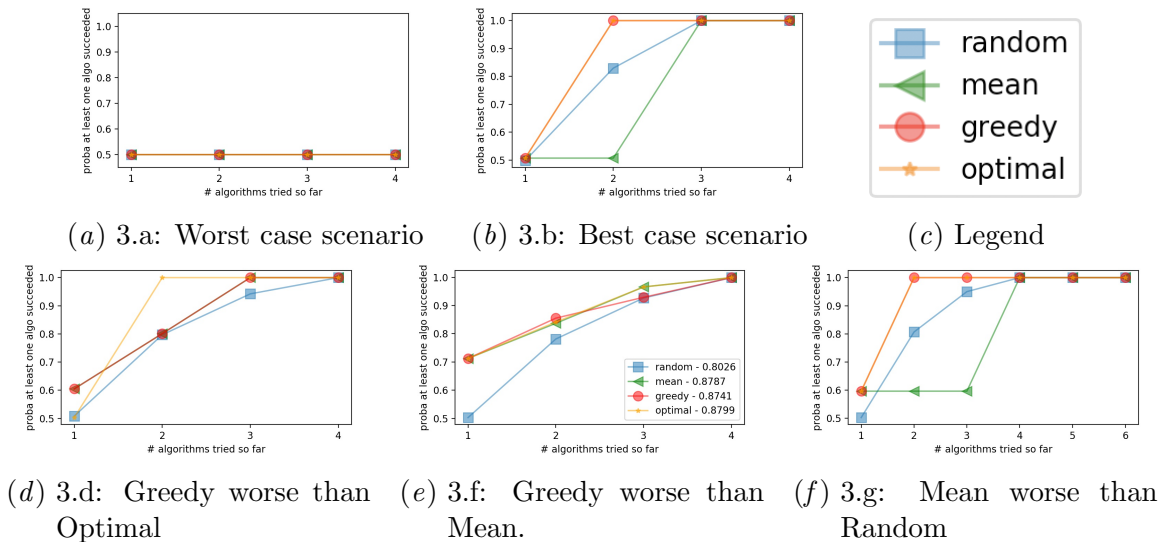 proba at least one algo succeeded
1.0
0.9
0.8
0.7
0.6
0.5
1 2 3 4
# algorithms tried so far
(a) 3.a: Worst case scenario
proba at least one algo succeeded
1.0
0.9
0.8
0.7
0.6
0.5
1 2 3 4
# algorithms tried so far
(b) 3.b: Best case scenario
random
mean
greedy
optimal
(c) Legend
proba at least one algo succeeded
1.0
0.9
0.8
0.7
0.6
0.5
1 2 3 4
# algorithms tried so far
(d) 3.d: Greedy worse than
Optimal
proba at least one algo succeeded
1.0
0.9
0.8
0.7
0.6
0.5
random - 0.8026
mean - 0.8787
greedy - 0.8741
optimal - 0.8799
1 2 3 4
# algorithms tried so far
(e) 3.f: Greedy worse than
Mean.
proba at least one algo succeeded
1.0
0.9
0.8
0.7
0.6
0.5
1 2 3 4 5 6
# algorithms tried so far
(f) 3.g: Mean worse than
Random